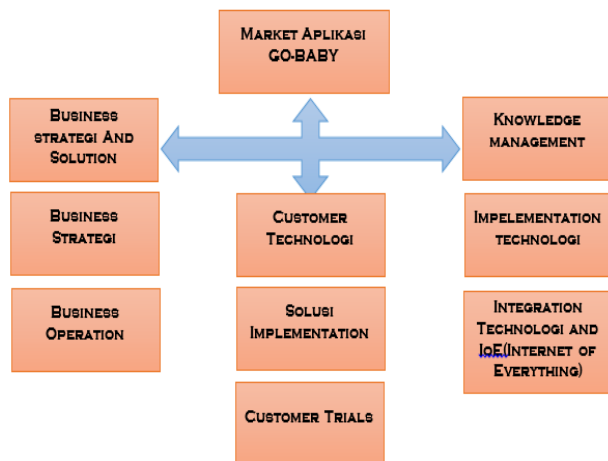 Market Aplikasi
GO-BABY
Business
strategi And
Solution
Knowledge
management
Business
Strategi
Customer
Technologi
Impelementation
technologi
Business
Operation
Solusi
Implementation
Integration
Technologi and
IoE(Internet of
Everything)
Customer Trials